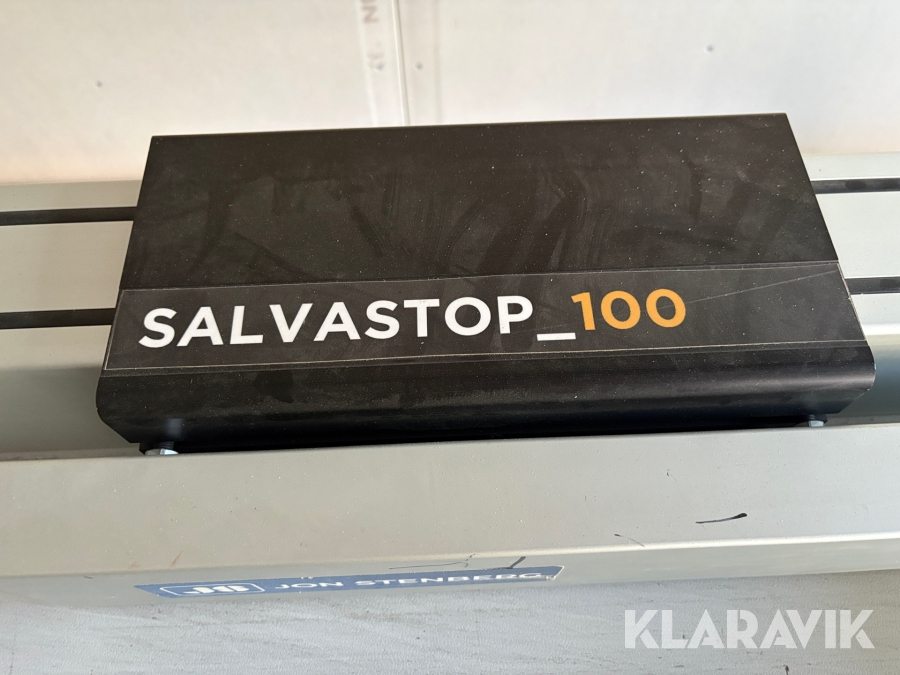 SALVASTOP_100
JON STENBERG
KLARAVIK